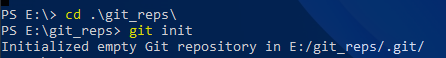 PS E:\> cd .\git_reps\
PS E:\git_reps> git init
Initialized empty Git repository in E:/git_reps/.git/